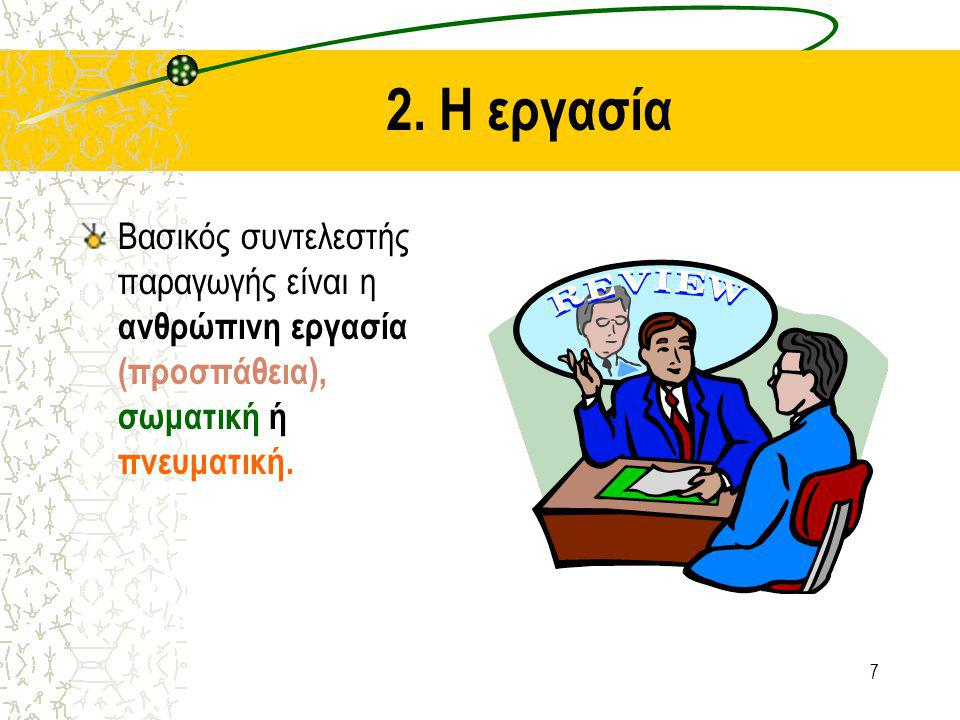 2. Η εργασία
Βασικός συντελεστής
παραγωγής είναι η
ανθρώπινη εργασία
(προσπάθεια),
σωματική ή
πνευματική.
REVIEW
7